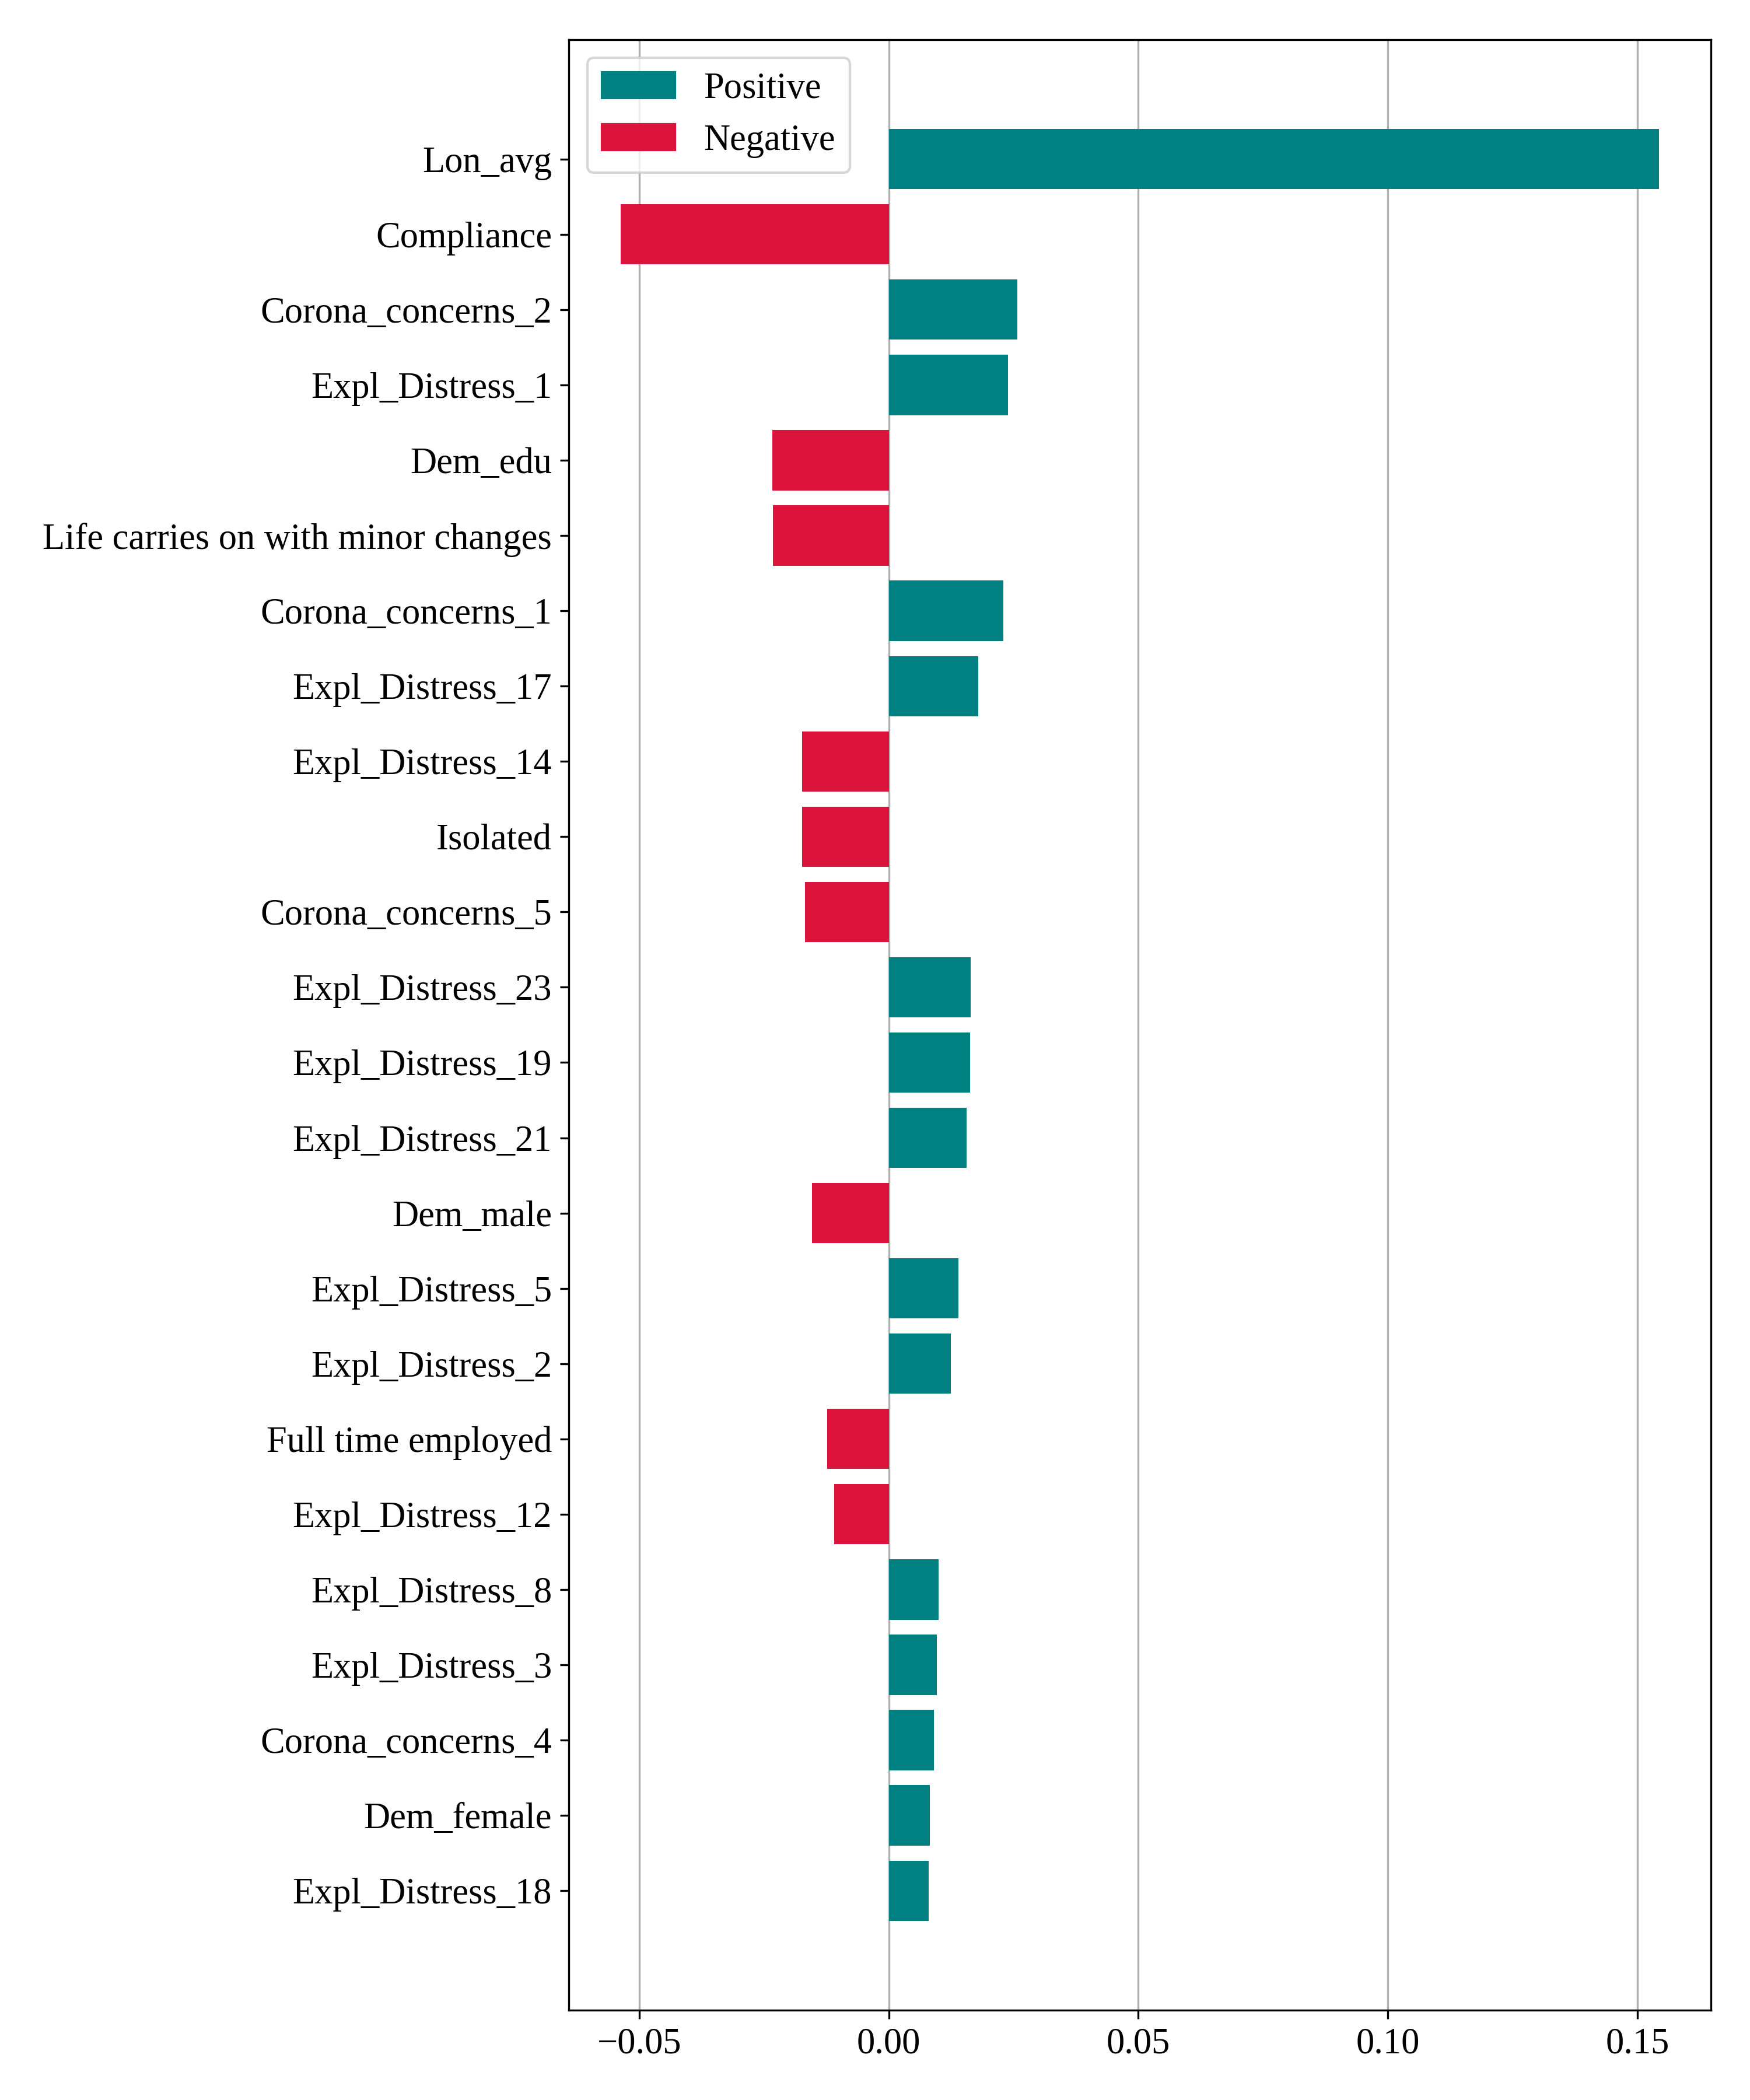 Positive
Negative
Lon_avg
Compliance
Corona_concerns_2
Expl_Distress_1
Dem_edu
Life carries on with minor changes
Corona_concerns_1
Expl_Distress_17
Expl_Distress_14
Isolated
Corona_concerns_5
Expl_Distress_23
Expl_Distress_19
Expl_Distress_21
Dem_male
Expl_Distress_5
Expl_Distress_2
Full time employed
Expl_Distress_12
Expl_Distress_8
Expl_Distress_3
Corona_concerns_4
Dem_female
Expl_Distress_18
−0.05 0.00 0.05 0.10 0.15